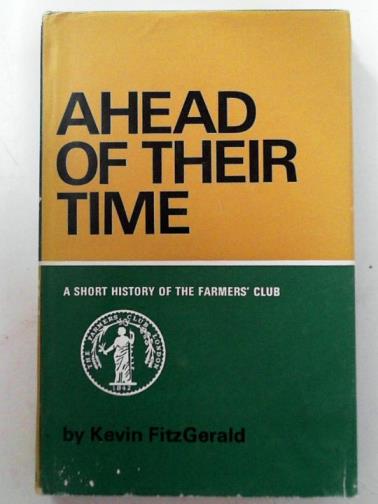 AHEAD
OF THEIR
TIME
A SHORT HISTORY OF THE FARMERS' CLUB
THE FARMERS CLUB LONDON
1842
by Kevin FitzGerald